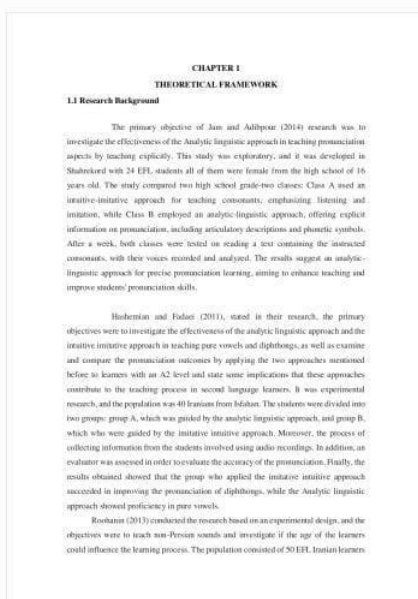 CHAPTER 1
THEORETICAL FRAMEWORK
1.1 Research Background
The primary objective of Jam and Adibpour (2014) research was to
investigate the effectiveness of the Analytic linguistic approach in teaching pronunciation
aspects by teaching explicitly. This study was exploratory, and it was developed in
Shahrekord with 24 EFL students all of them were female from the high school of 16
years old. The study compared two high school grade-two classes: Class A used an
intuitive-imitative approach for teaching consonants, emphasizing listening and
imitation, while Class B employed an analytic-linguistic approach, offering explicit
information on pronunciation, including articulatory descriptions and phonetic symbols.
After a week, both classes were tested on reading a text containing the instructed
consonants, with their voices recorded and analyzed. The results suggest an analytic-
linguistic approach for precise pronunciation learning, aiming to enhance teaching and
improve students' pronunciation skills.
Hashemian and Fadaei (2011), stated in their research, the primary
objectives were to investigate the effectiveness of the analytic linguistic approach and the
intuitive imitative approach in teaching pure vowels and diphthongs, as well as examine
and compare the pronunciation outcomes by applying the two approaches mentioned
before to learners with an A2 level and state some implications that these approaches
contribute to the teaching process in second language learners. It was experimental
research, and the population was 40 Iranians from Isfahan. The students were divided into
two groups: group A, which was guided by the analytic linguistic approach, and group B,
which who were guided by the imitative intuitive approach. Moreover, the process of
collecting information from the students involved using audio recordings. In addition, an
evaluator was assessed in order to evaluate the accuracy of the pronunciation. Finally, the
results obtained showed that the group who applied the imitative intuitive approach
succeeded in improving the pronunciation of diphthongs, while the Analytic linguistic
approach showed proficiency in pure vowels.
Roohanin (2013) conducted the research based on an experimental design, and the
objectives were to teach non-Persian sounds and investigate if the age of the learners
could influence the learning process. The population consisted of 50 EFL Iranian learners